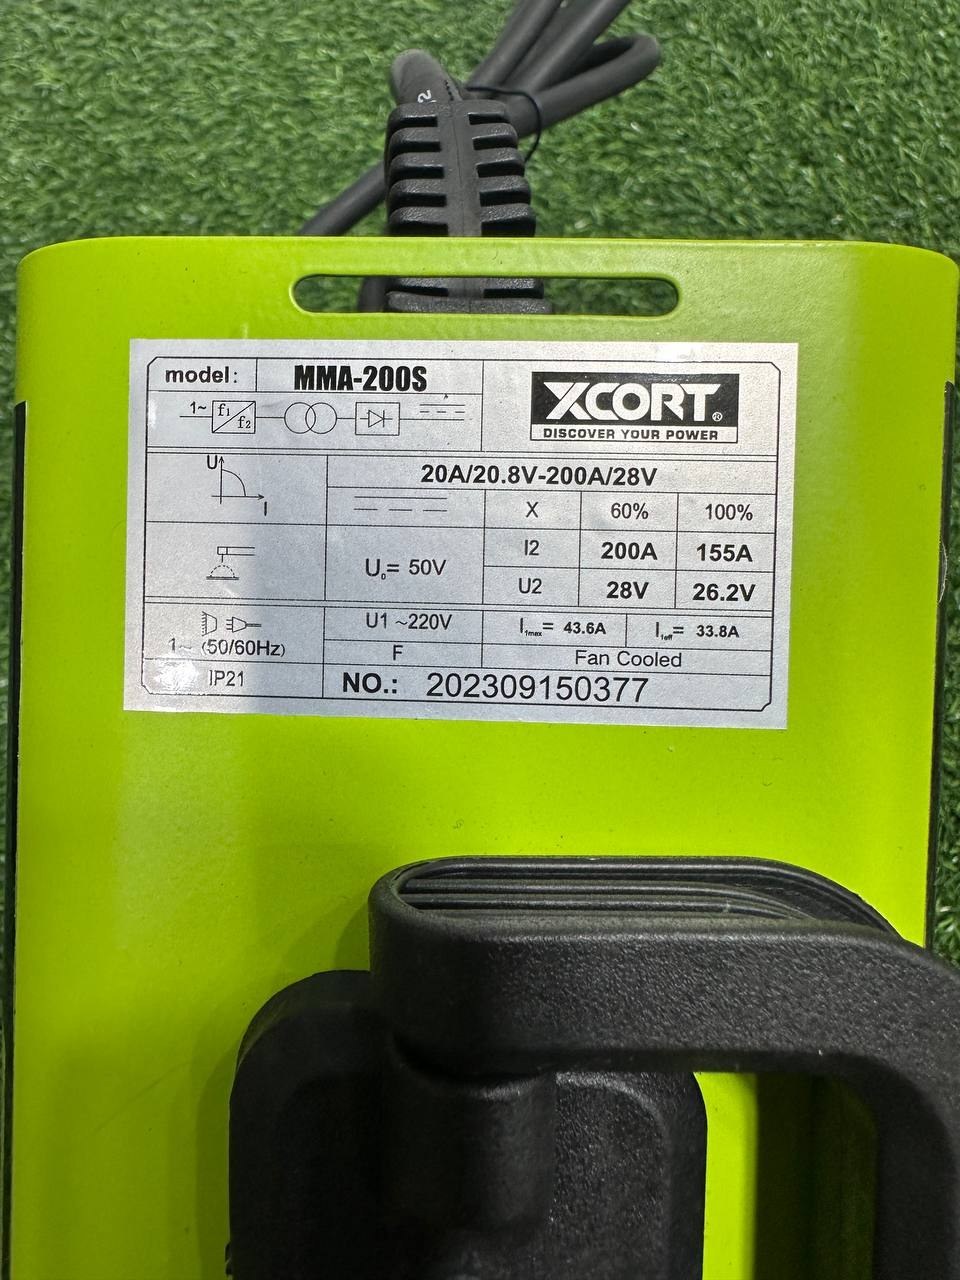 model: MMA-200S
XCORT®
DISCOVER YOUR POWER
1~ f1/f2
U I
20A/20.8V-200A/28V
X 60% 100%
I2 200A 155A
U0= 50V
U2 28V 26.2V
1~ (50/60Hz)
U1 ~220V I1max= 43.6A I1eff= 33.8A
F Fan Cooled
IP21 NO.: 202309150377